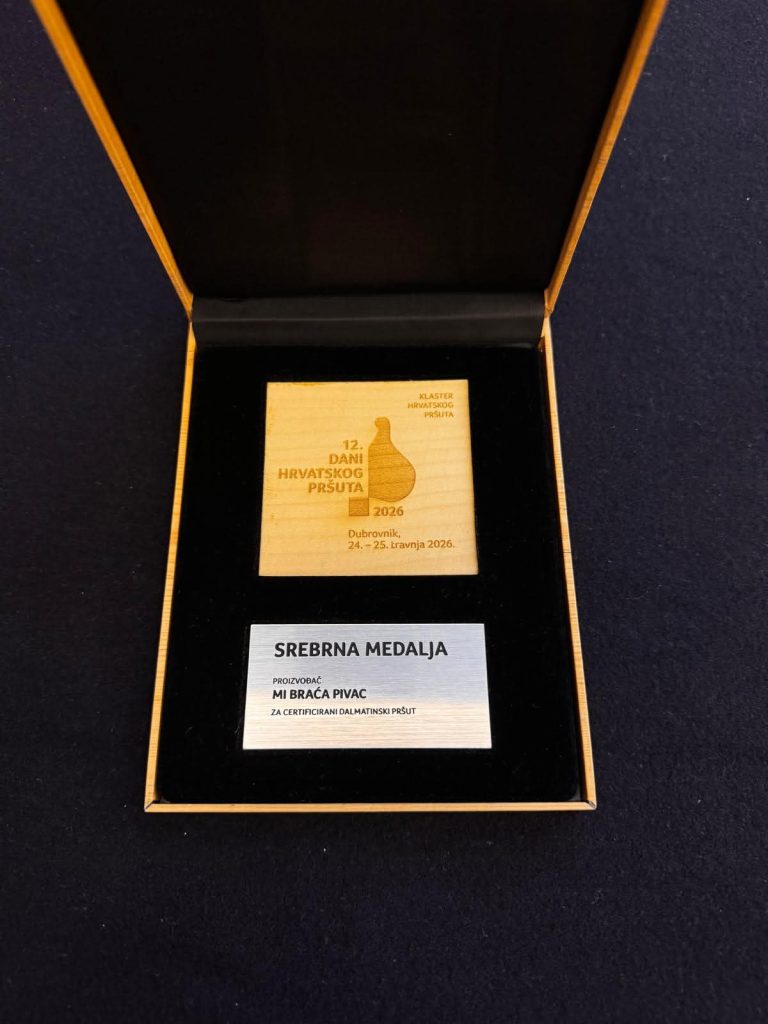 KLASTER
HRVATSKOG
PRŠUTA
12.
DANI
HRVATSKOG
PRŠUTA
2026
Dubrovnik,
24. – 25. travnja 2026.
SREBRNA MEDALJA
PROIZVOĐAČ
MI BRAĆA PIVAC
ZA CERTIFICIRANI DALMATINSKI PRŠUT